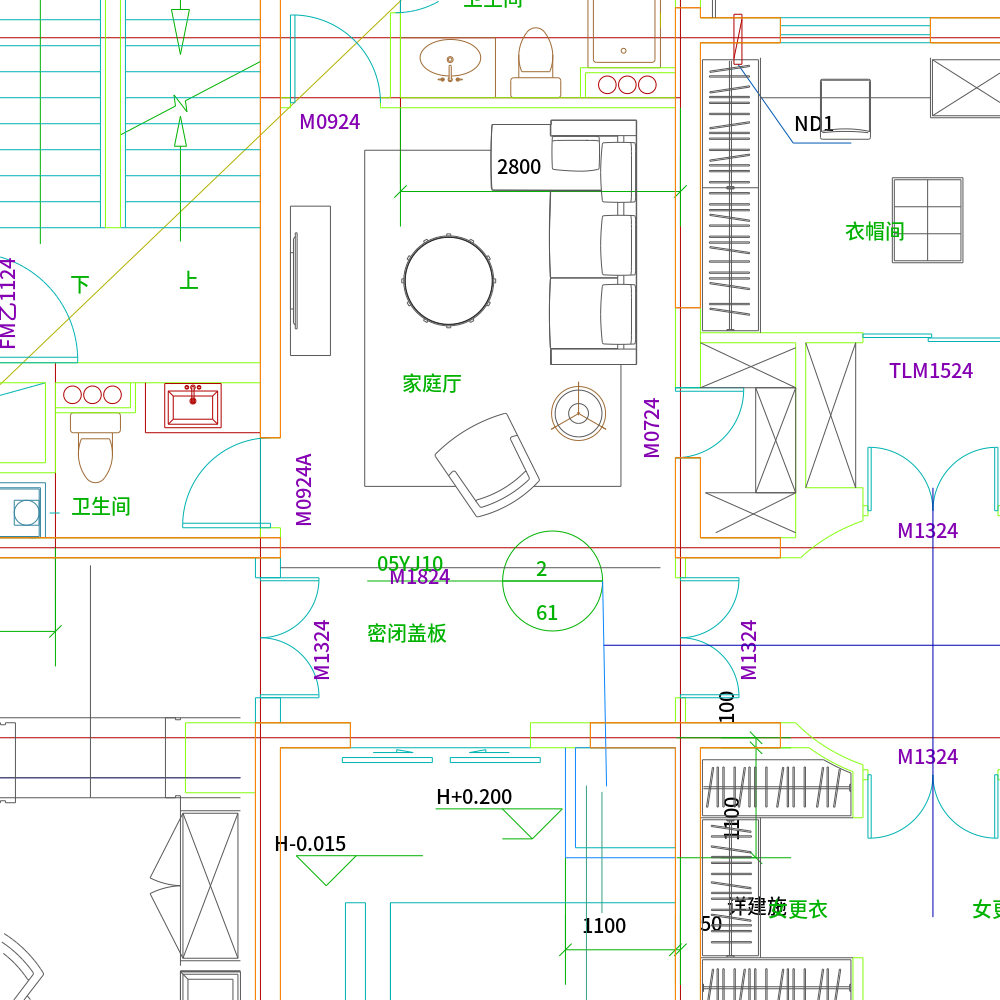 卫生间
M0924
ND1
2800
衣帽间
FM乙1124
下
上
TLM1524
家庭厅
M0724
M0924A
卫生间
M1324
05YJ10
M1824
2
61
密闭盖板
M1324
M1324
100
M1324
H+0.200
1100
H-0.015
详建施
女更衣
女更
1100
50